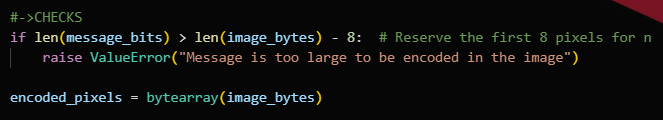 #->CHECKS
if len(message_bits) > len(image_bytes) - 8:  # Reserve the first 8 pixels for n
    raise ValueError("Message is too large to be encoded in the image")

encoded_pixels = bytearray(image_bytes)